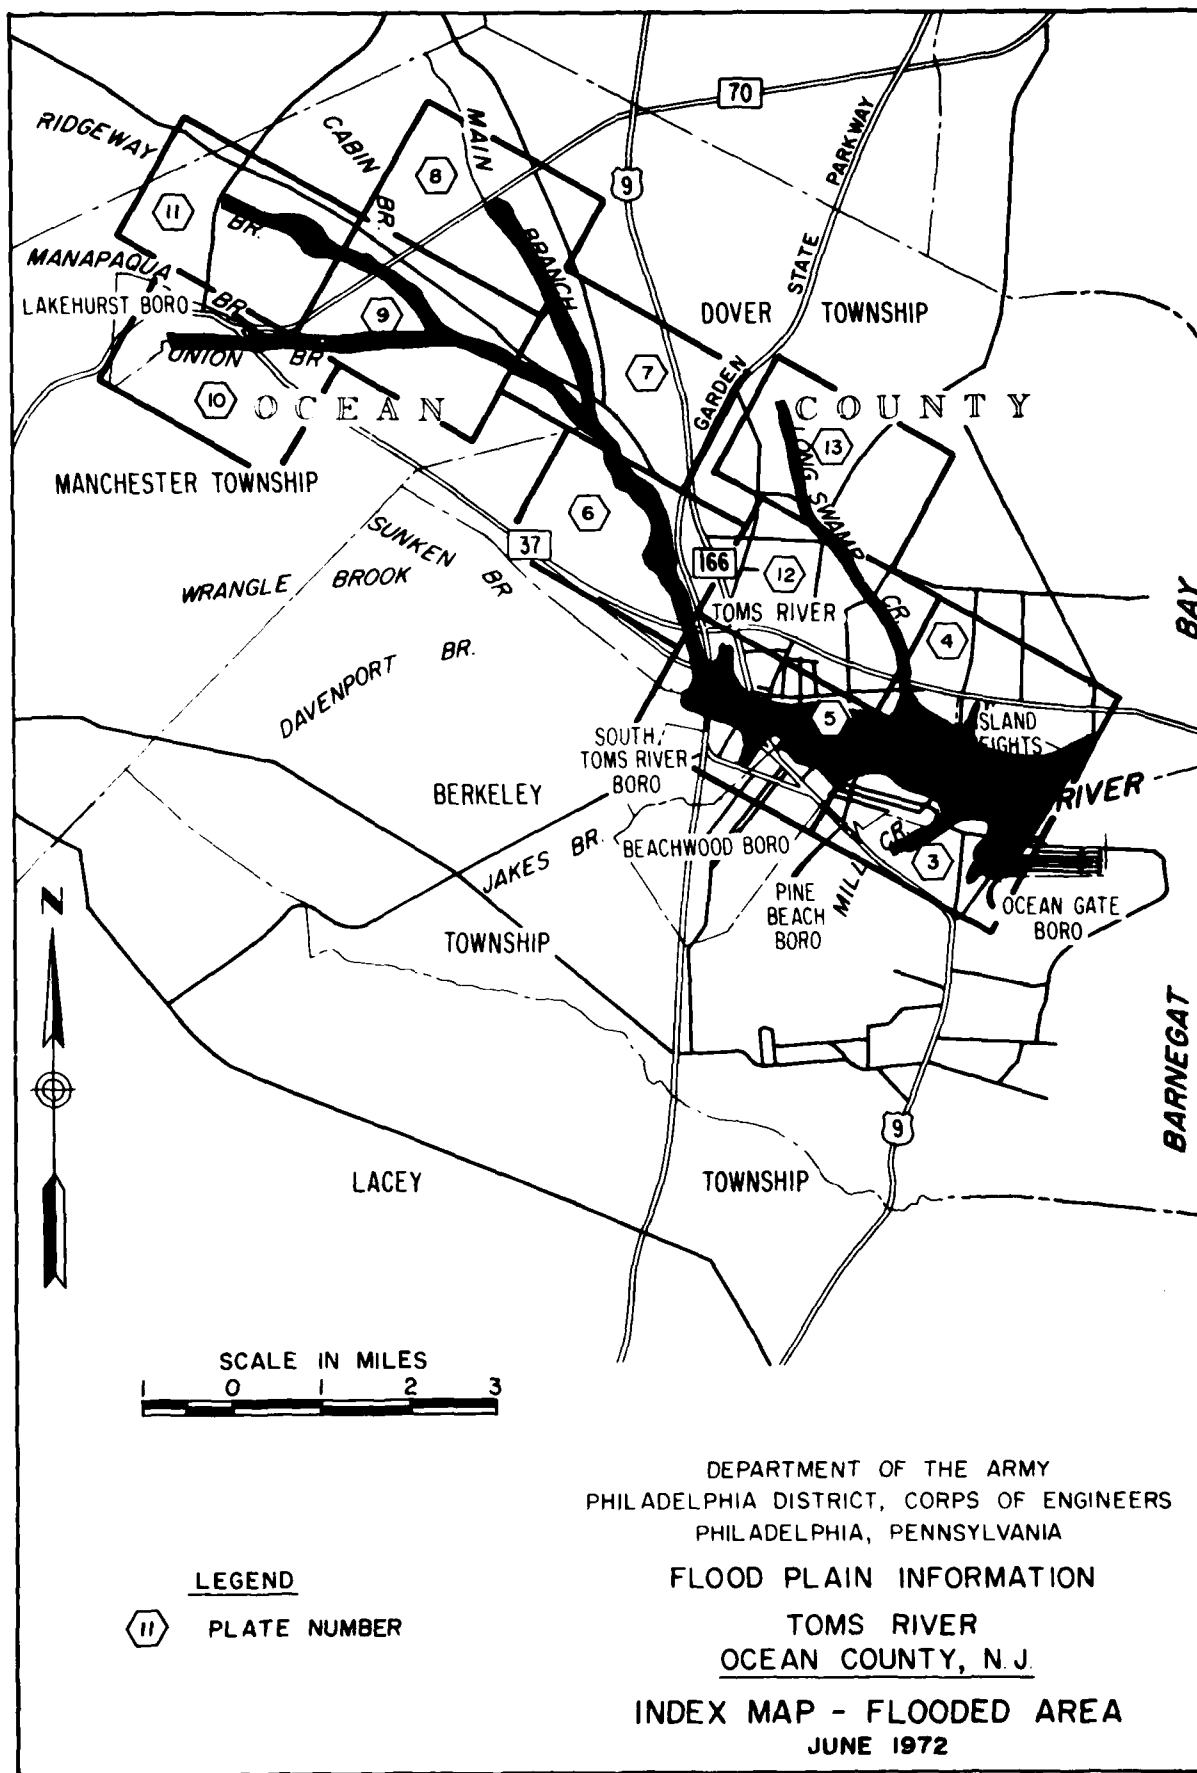 70
RIDGEWAY
BR.
CABIN
BR.
MAIN
BRANCH
8
9
STATE
PARKWAY
GARDEN
11
MANAPAQUA
BR.
LAKEHURST BORO
9
DOVER TOWNSHIP
UNION BR
7
10
OCEAN COUNTY
13
LONG SWAMP
CR.
MANCHESTER TOWNSHIP
6
SUNKEN
BR
37
166
12
WRANGLE BROOK
TOMS RIVER
BAY
4
DAVENPORT BR.
5
SLAND
EIGHTS
SOUTH
TOMS RIVER
BORO
RIVER
BERKELEY
JAKES BR.
BEACHWOOD BORO
MILL CR.
3
PINE
BEACH
BORO
OCEAN GATE
BORO
N
TOWNSHIP
BARNEGAT
9
LACEY TOWNSHIP
SCALE IN MILES
1 0 1 2 3
DEPARTMENT OF THE ARMY
PHILADELPHIA DISTRICT, CORPS OF ENGINEERS
PHILADELPHIA, PENNSYLVANIA
LEGEND
FLOOD PLAIN INFORMATION
11 PLATE NUMBER
TOMS RIVER
OCEAN COUNTY, N.J.
INDEX MAP - FLOODED AREA
JUNE 1972